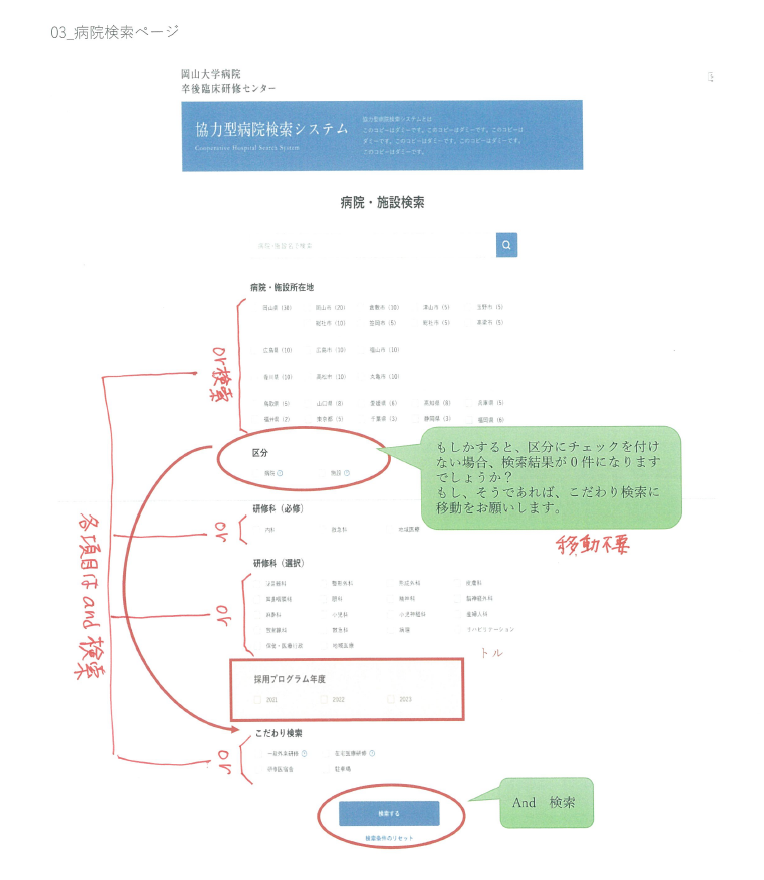 03_病院検索ページ
岡山大学病院
卒後臨床研修センター
協力型病院検索システム
Cooperative Hospital Search System
協力型病院検索システムとは
このコピーはダミーです。このコピーはダミーです。このコピーは
ダミーです。このコピーはダミーです。このコピーはダミーです。
このコピーはダミーです。
病院・施設検索
病院・施設名で検索
病院・施設所在地
岡山県 岡山市 (20) 倉敷市 (10) 津山市 (5) 玉野市 (5)
総社市 (10) 笠岡市 (5) 総社市 (5) 高梁市 (5)
広島県 (10) 広島市 (10) 福山市 (10)
香川県 (10) 高松市 (10) 丸亀市 (10)
鳥取県 (5) 山口県 (8) 愛媛県 (6) 高知県 (8) 兵庫県 (5)
福井県 (2) 東京都 (5) 千葉県 (3) 静岡県 (3) 福岡県 (6)
or検索
区分
病院 ? 施設 ?
もしかすると、区分にチェックを付け
ない場合、検索結果が0件になります
でしょうか?
もし、そうであれば、こだわり検索に
移動をお願いします。
移動不要
各項目は and 検索
研修科（必修）
or
内科 救急科 地域医療
研修科（選択）
or
泌尿器科 整形外科 形成外科 皮膚科
耳鼻咽喉科 眼科 精神科 脳神経外科
麻酔科 小児科 小児神経科 産婦人科
放射線科 救急科 病理 リハビリテーション
保健・医療行政 地域医療
トル
採用プログラム年度
2021 2022 2023
こだわり検索
or
一般外来研修 ? 在宅医療研修 ?
研修医宿舎 駐車場
検索する
検索条件のリセット
And 検索